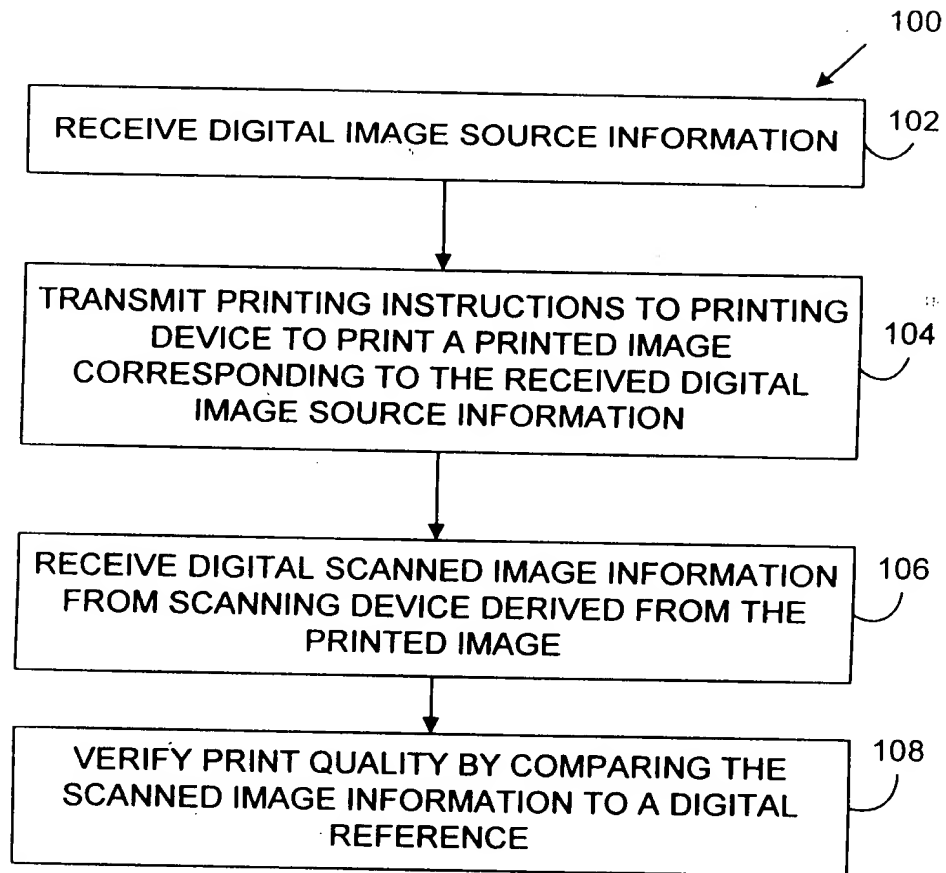 100
RECEIVE DIGITAL IMAGE SOURCE INFORMATION
102
TRANSMIT PRINTING INSTRUCTIONS TO PRINTING
DEVICE TO PRINT A PRINTED IMAGE
CORRESPONDING TO THE RECEIVED DIGITAL
IMAGE SOURCE INFORMATION
104
RECEIVE DIGITAL SCANNED IMAGE INFORMATION
FROM SCANNING DEVICE DERIVED FROM THE
PRINTED IMAGE
106
VERIFY PRINT QUALITY BY COMPARING THE
SCANNED IMAGE INFORMATION TO A DIGITAL
REFERENCE
108